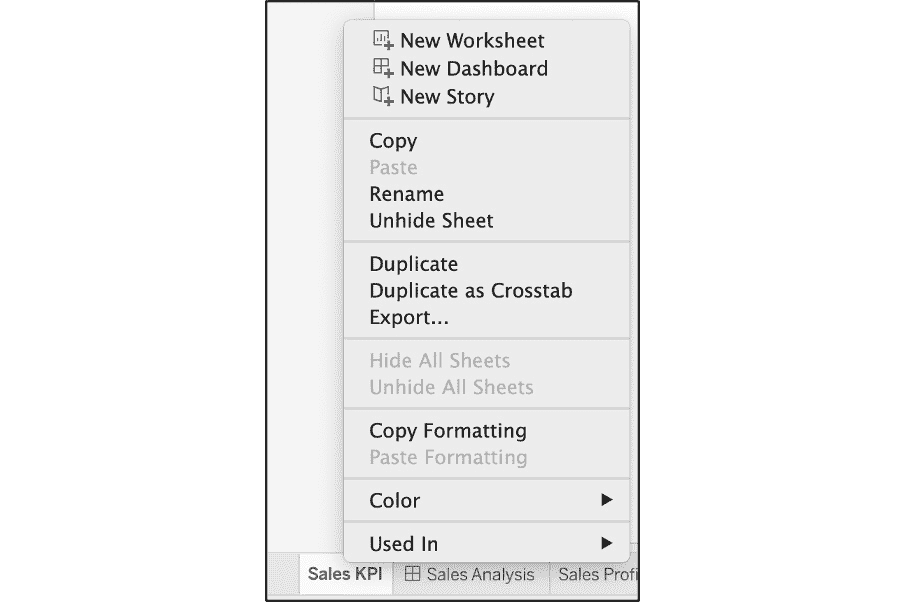 New Worksheet
New Dashboard
New Story
Copy
Paste
Rename
Unhide Sheet
Duplicate
Duplicate as Crosstab
Export...
Hide All Sheets
Unhide All Sheets
Copy Formatting
Paste Formatting
Color
Used In
Sales KPI Sales Analysis Sales Profi